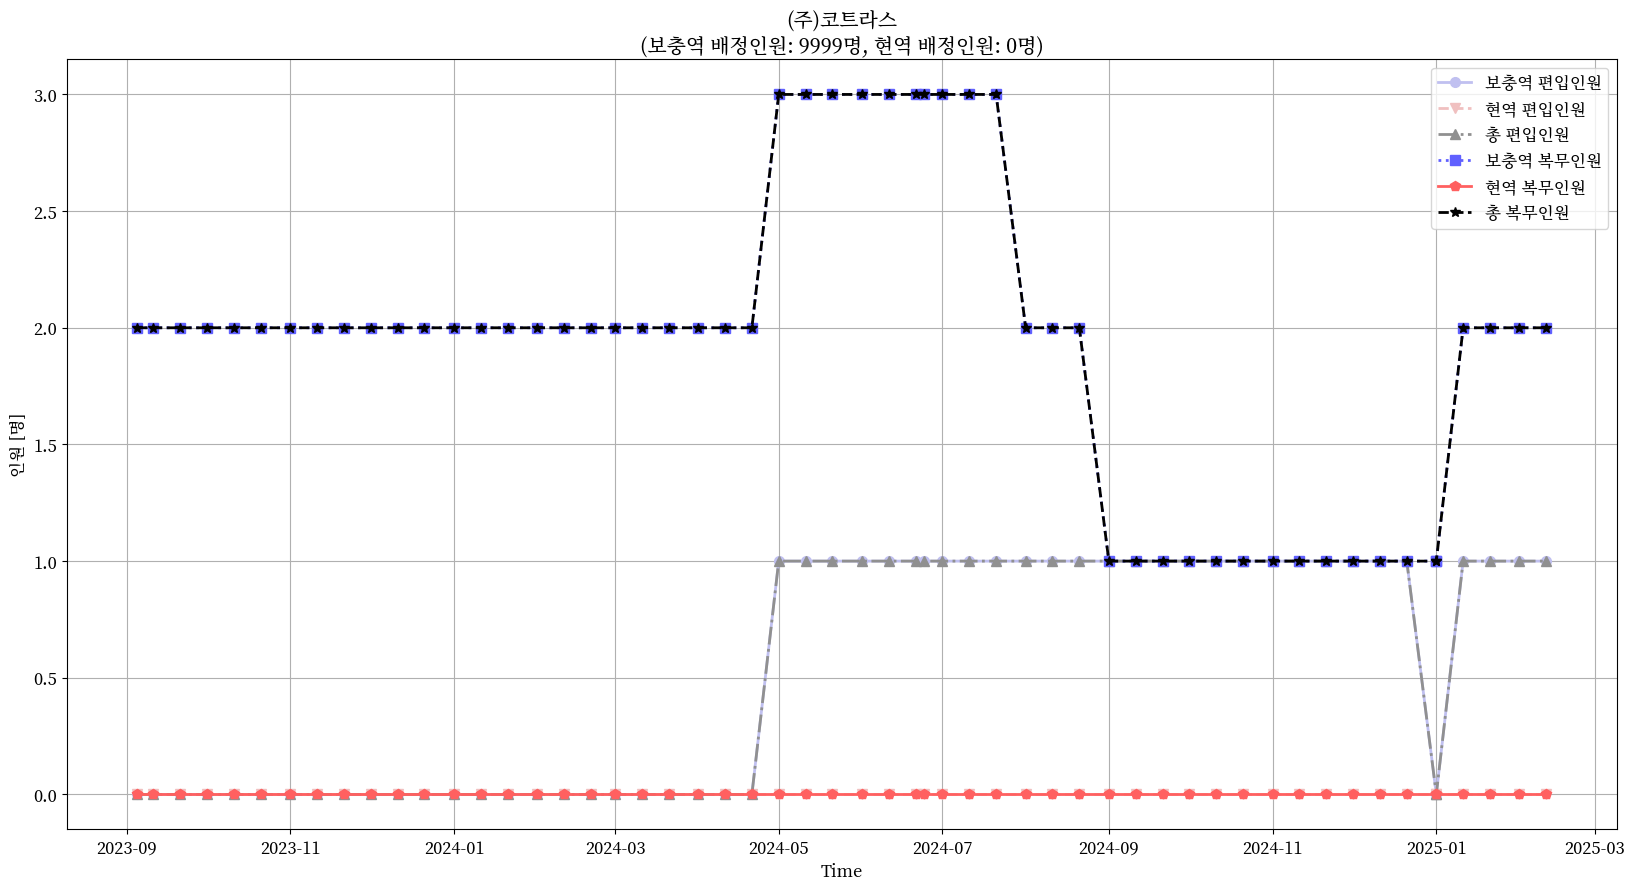 (주)코트라스
(보충역 배정인원: 9999명, 현역 배정인원: 0명)
보충역 편입인원
현역 편입인원
총 편입인원
보충역 복무인원
현역 복무인원
총 복무인원
인원 [명]
3.0
2.5
2.0
1.5
1.0
0.5
0.0
2023-09
2023-11
2024-01
2024-03
2024-05
2024-07
2024-09
2024-11
2025-01
2025-03
Time